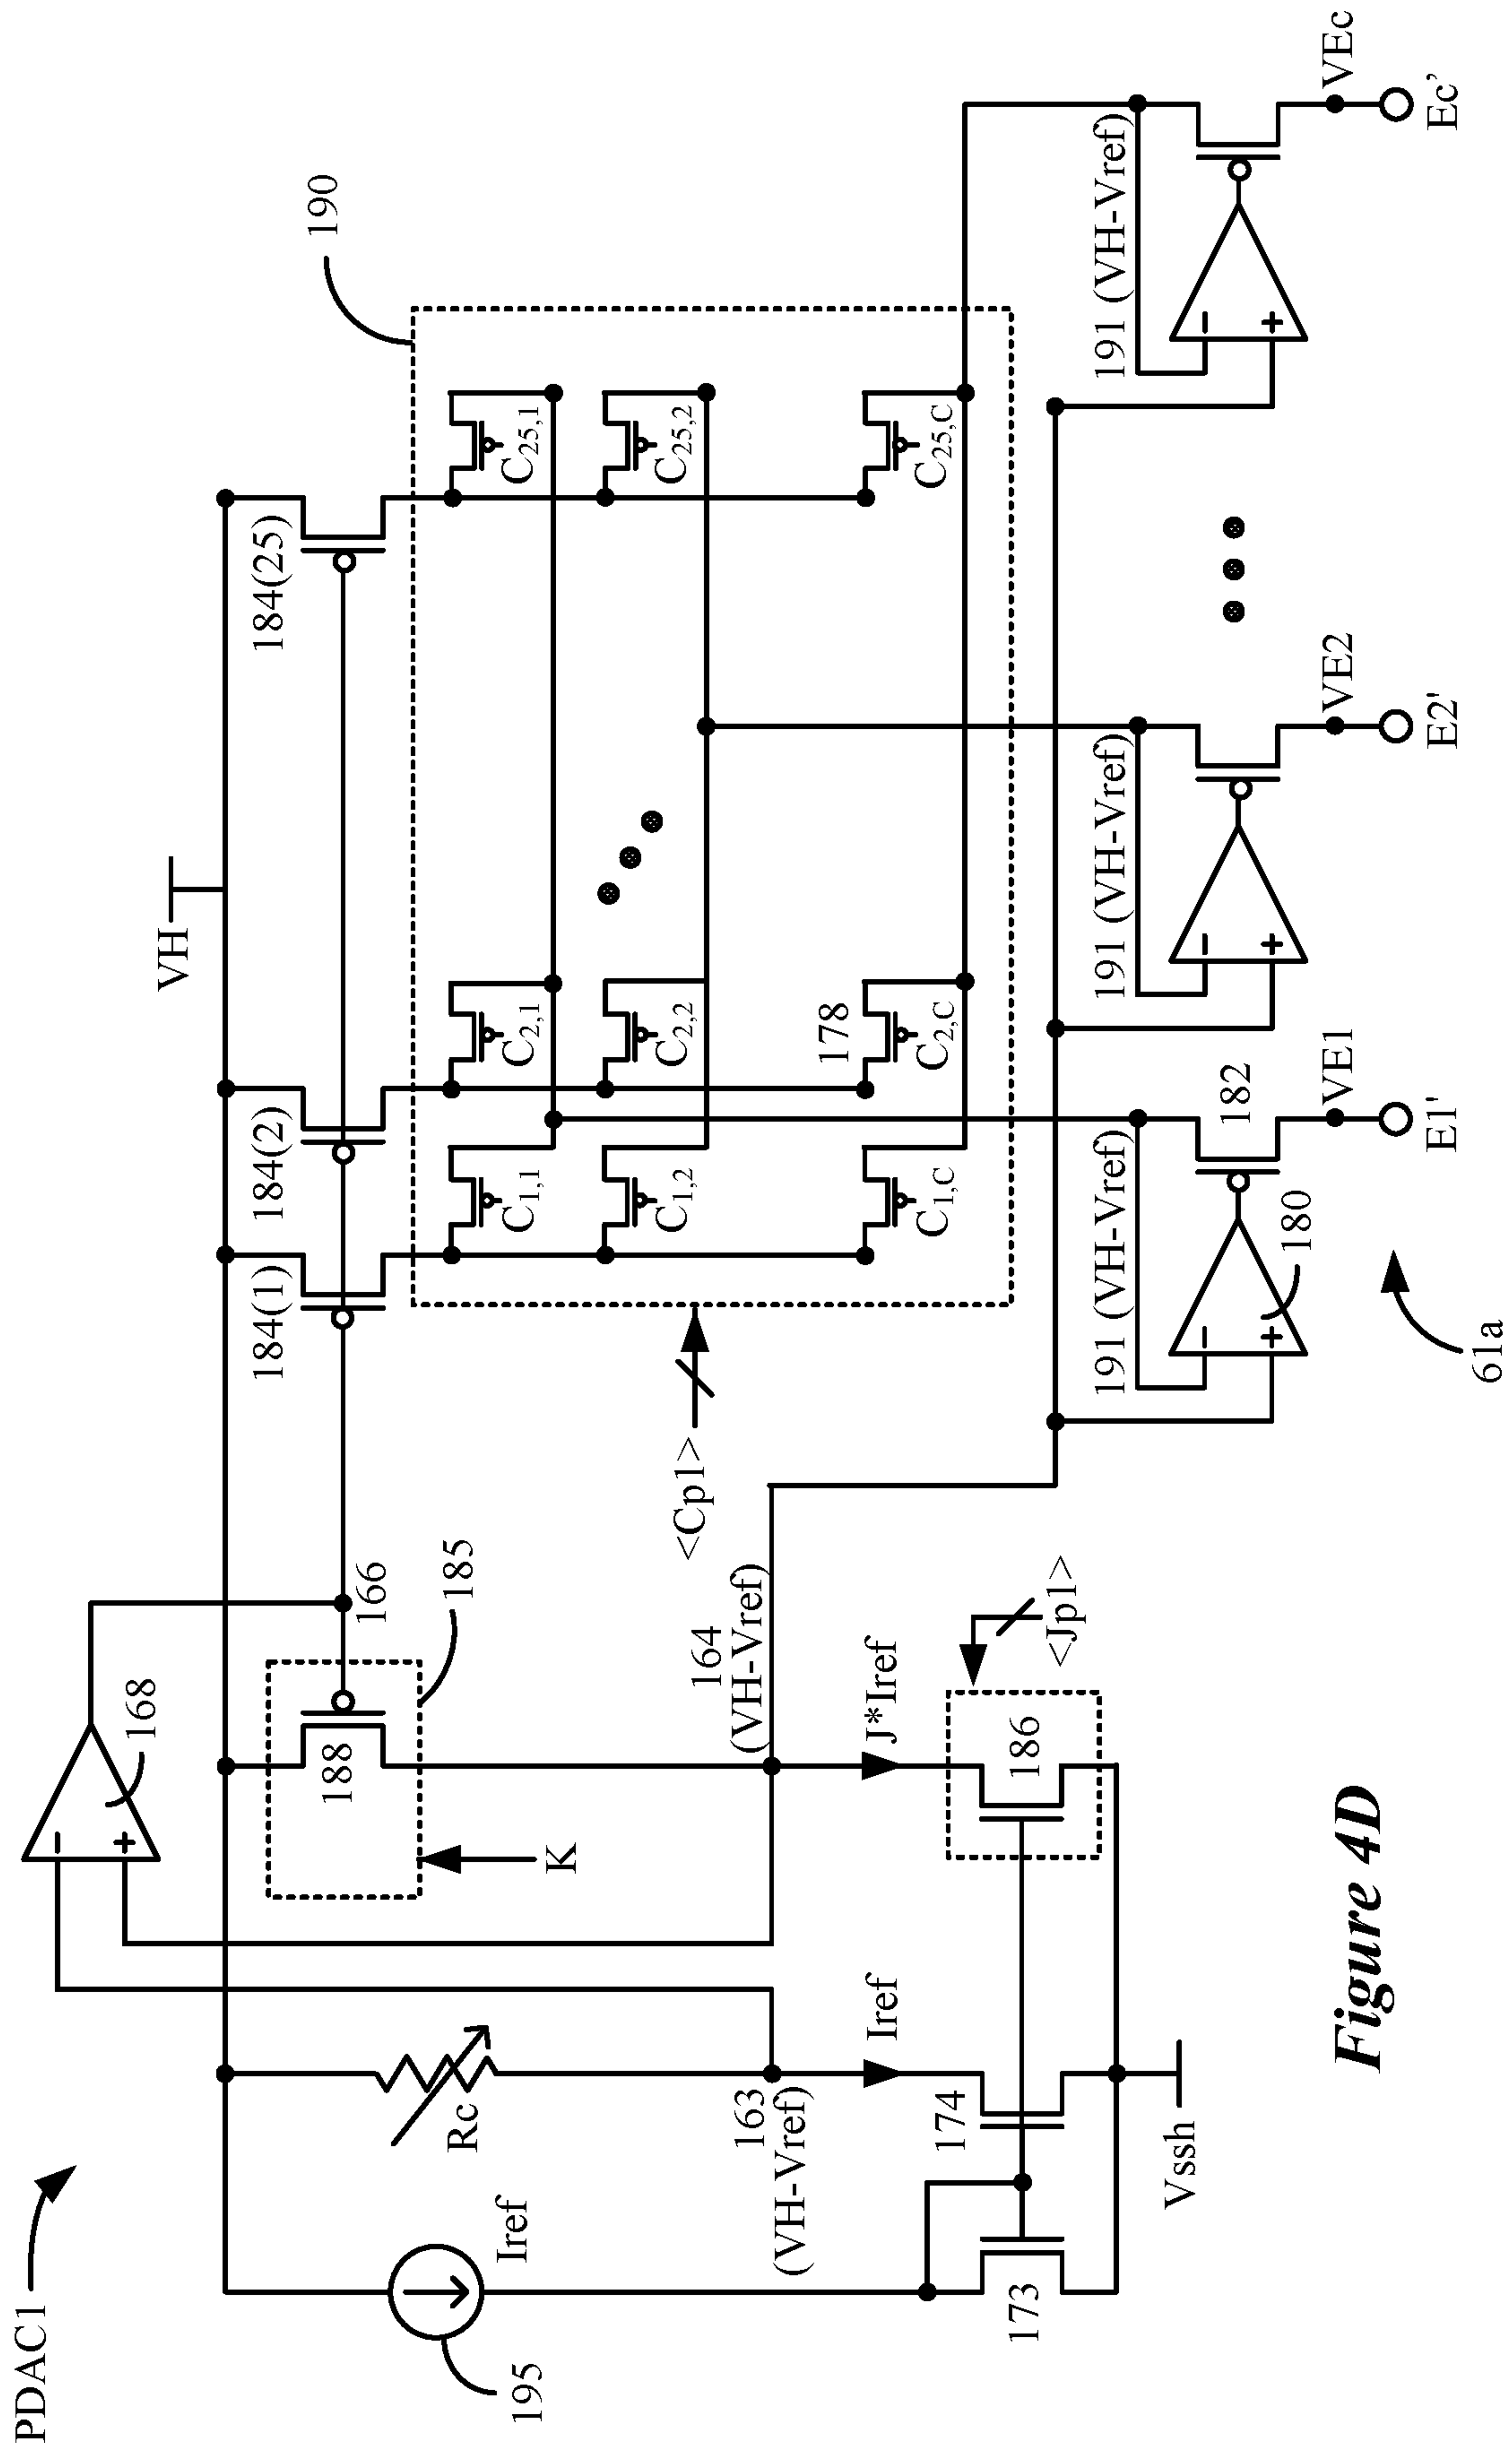 PDAC1
VH
168
190
184(1)
184(2)
184(25)
188
166
185
K
195
Iref
Rc
163
(VH-Vref)
164
(VH-Vref)
<Cp1>
C1,1
C2,1
C25,1
C1,2
C2,2
C25,2
178
C1,C
C2,C
C25,C
Iref
J*Iref
173
174
186
<Jp1>
Vssh
191 (VH-Vref)
191 (VH-Vref)
191 (VH-Vref)
-
+
-
+
-
+
-
+
180
182
VE1
VE2
VEc
E1'
E2'
Ec’
61a
Figure 4D